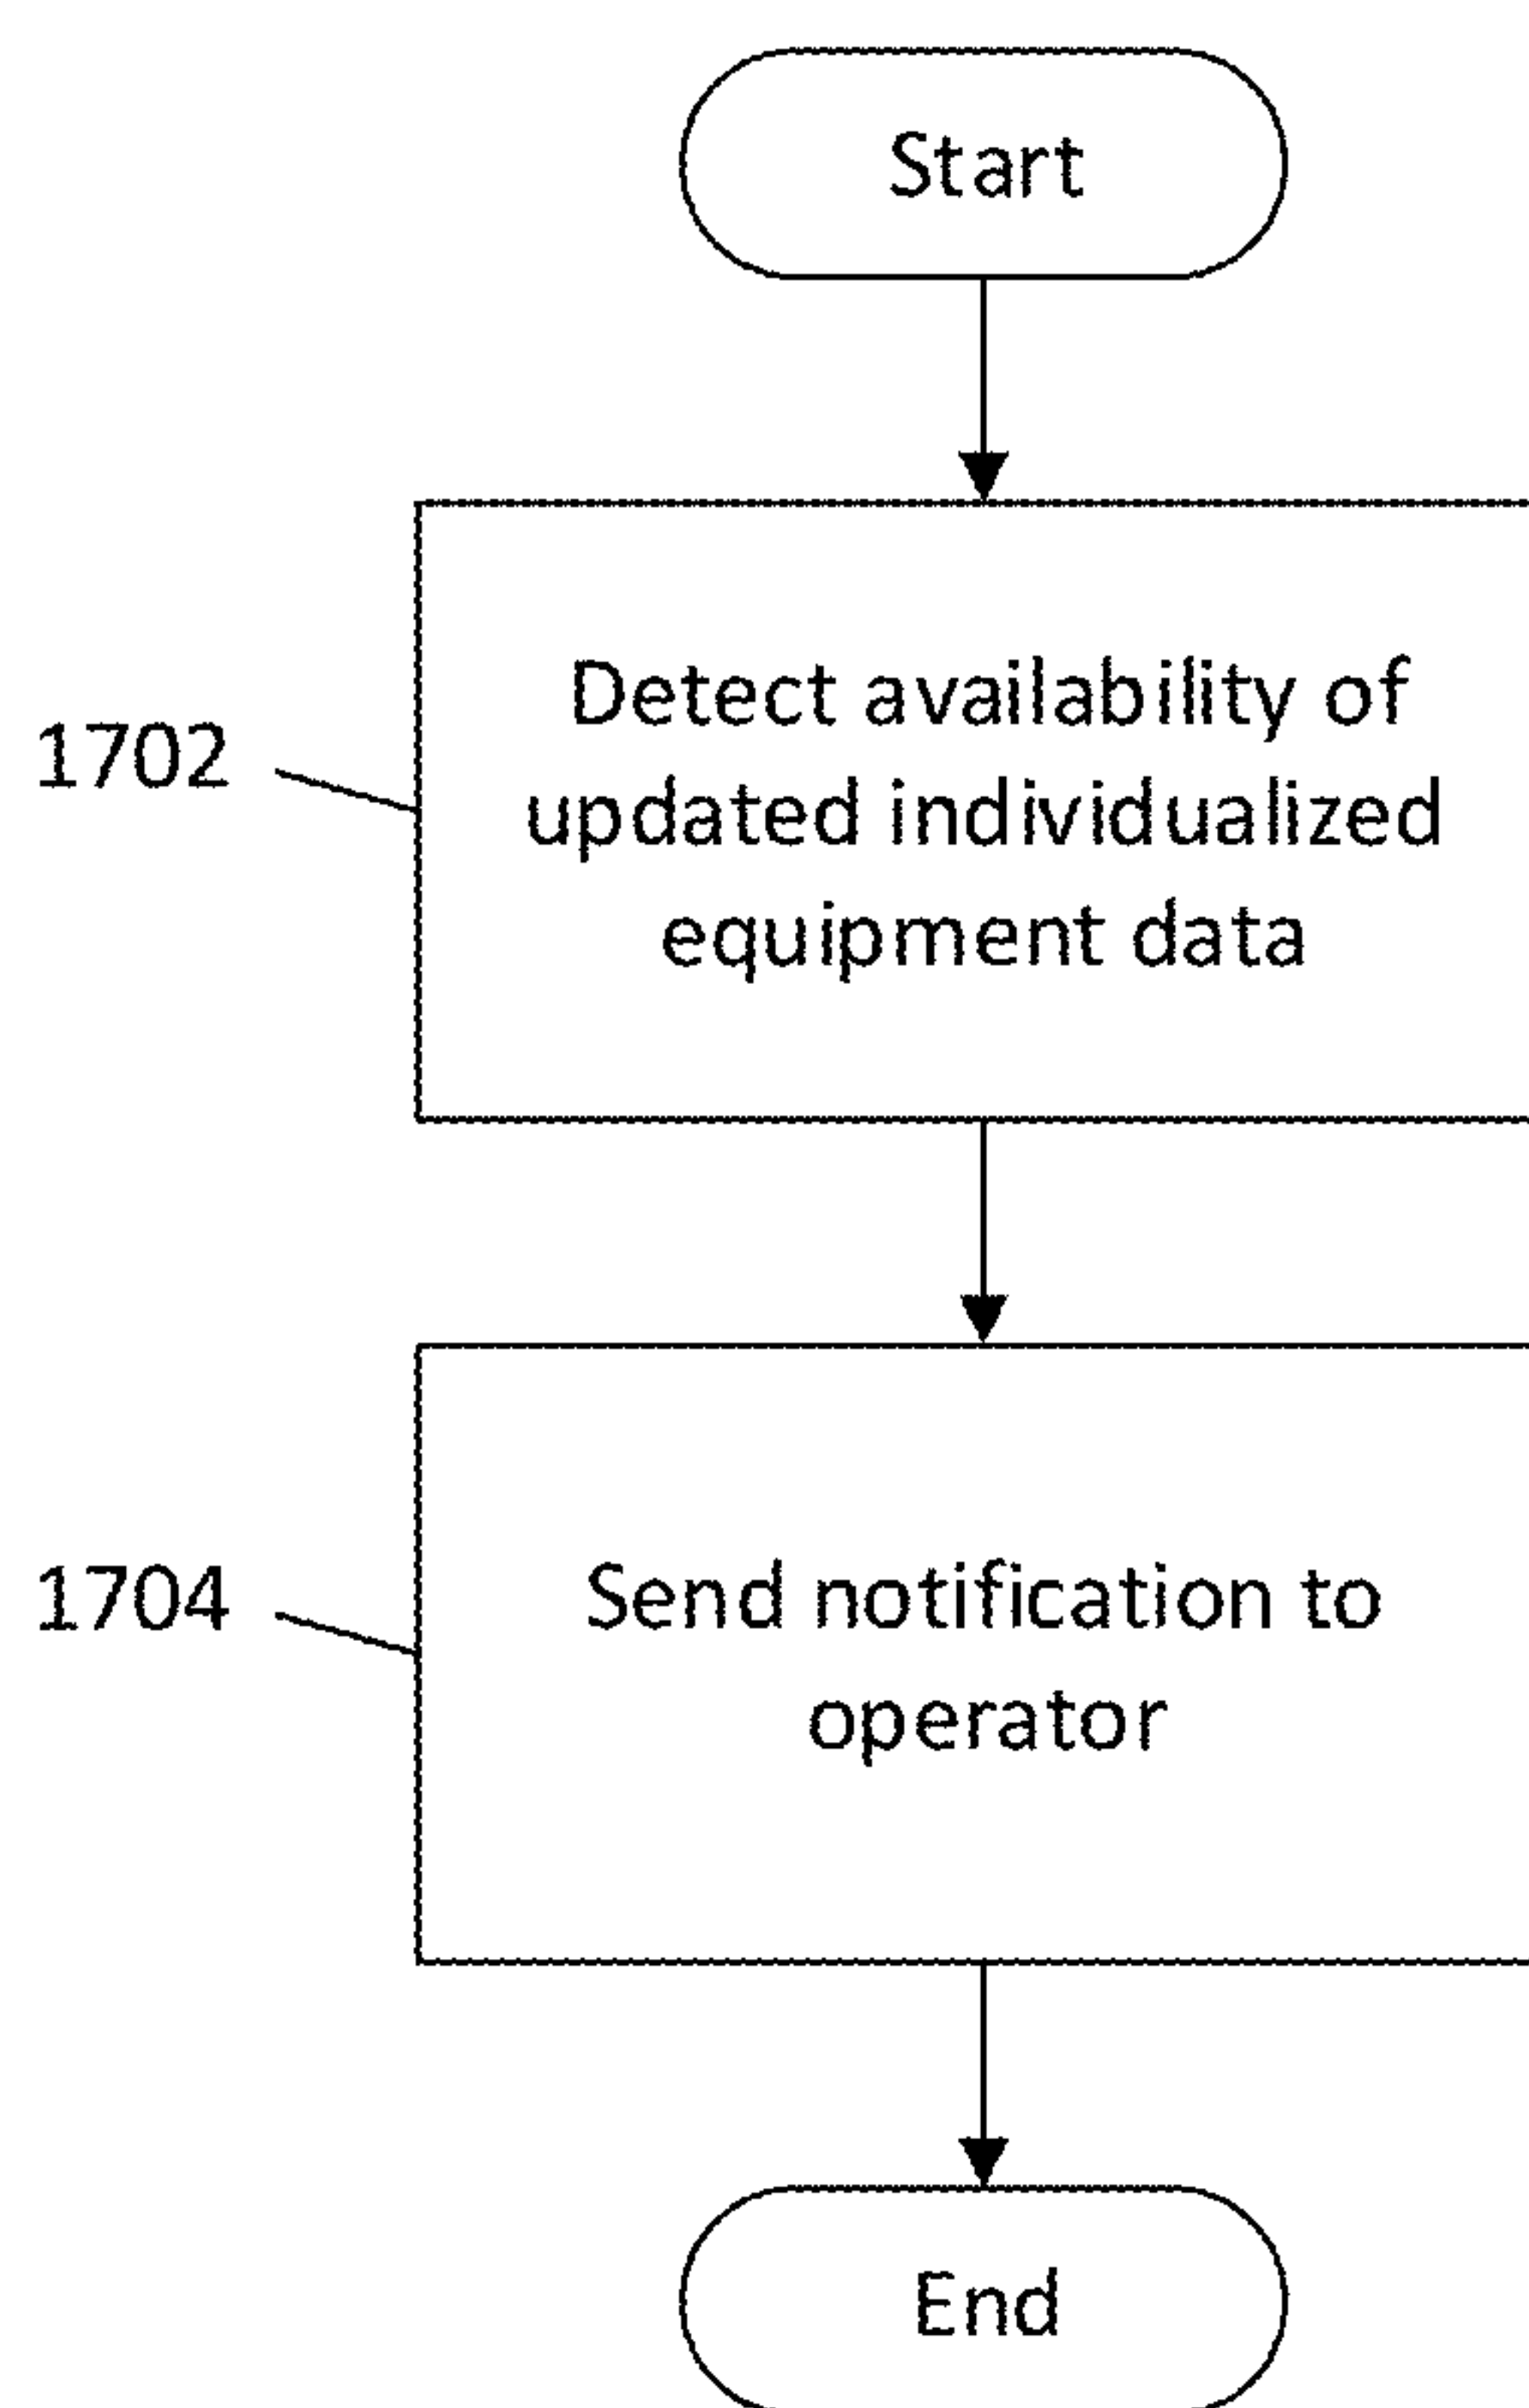 Start
1702
Detect availability of
updated individualized
equipment data
1704
Send notification to
operator
End